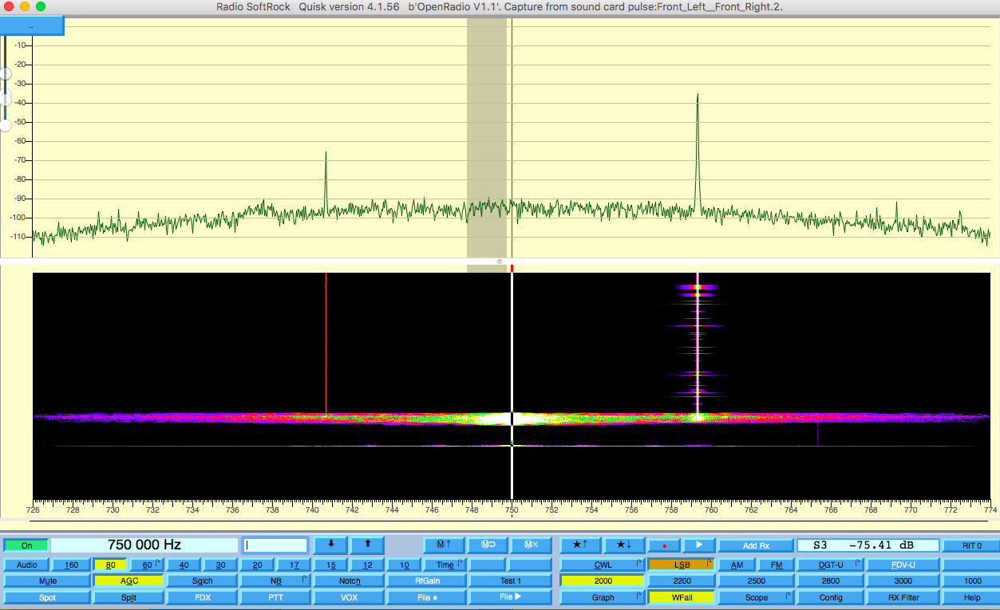 Radio SoftRock Quisk version 4.1.56 b'OpenRadio V1.1'. Capture from sound card pulse:Front_Left__Front_Right.2.
..
-10
-20
-30
-40
-50
-60
-70
-80
-90
-100
-110
726 728 730 732 734 736 738 740 742 744 746 748 750 752 754 756 758 760 762 764 766 768 770 772 774
On 750 000 Hz M↑ M⊃ M× ★↑ ★↓ Add Rx S3 -75.41 dB RIT 0
Audio 160 80 60 40 30 20 17 15 12 10 Time CWL LSB AM FM DGT-U FDV-U
Mute AGC Sqlch NB Notch RfGain Test 1 2000 2200 2500 2800 3000 1000
Spot Split FDX PTT VOX File ● File ▶ Graph WFall Scope Config RX Filter Help